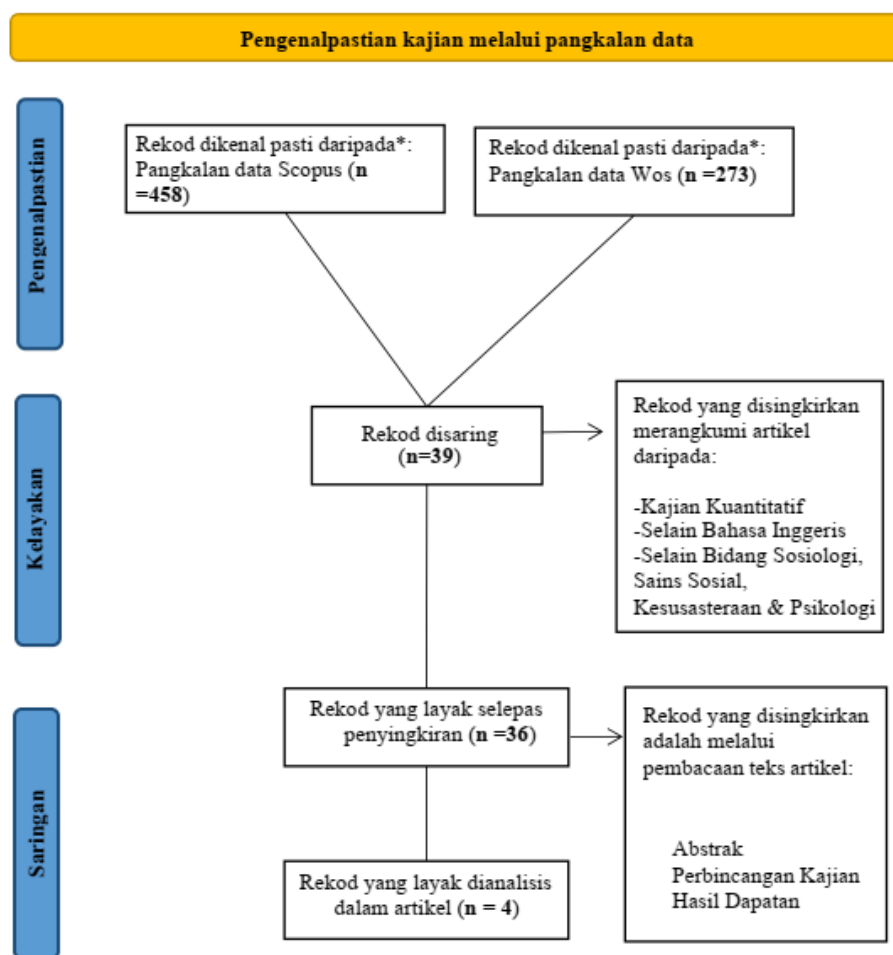 Pengenalpastian kajian melalui pangkalan data
Pengenalpastian
Rekod dikenal pasti daripada*:
Pangkalan data Scopus (n
=458)
Rekod dikenal pasti daripada*:
Pangkalan data Wos (n =273)
Kelayakan
Rekod disaring
(n=39)
Rekod yang disingkirkan
merangkumi artikel
daripada:
-Kajian Kuantitatif
-Selain Bahasa Inggeris
-Selain Bidang Sosiologi,
Sains Sosial,
Kesusasteraan & Psikologi
Saringan
Rekod yang layak selepas
penyingkiran (n =36)
Rekod yang disingkirkan
adalah melalui
pembacaan teks artikel:
Abstrak
Perbincangan Kajian
Hasil Dapatan
Rekod yang layak dianalisis
dalam artikel (n = 4)